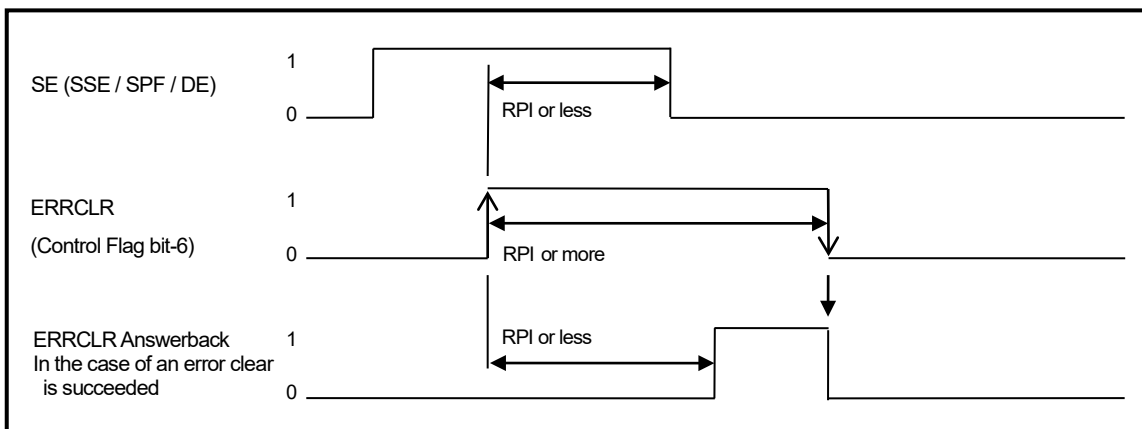 1
SE (SSE / SPF / DE)
RPI or less
0
1
ERRCLR
(Control Flag bit-6)
0
RPI or more
RPI or less
ERRCLR Answerback
1
In the case of an error clear
is succeeded
0